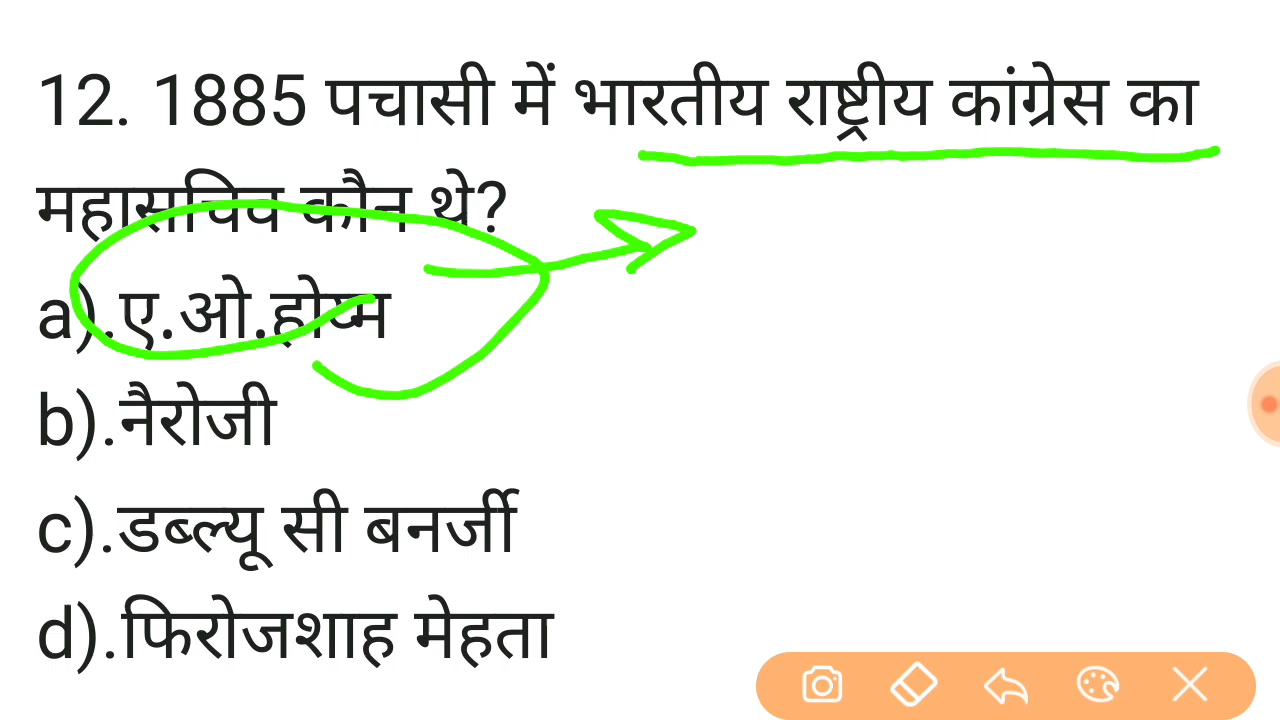 12. 1885 पचासी में भारतीय राष्ट्रीय कांग्रेस का
महासचिव कौन थे?
a).ए.ओ.होय्म
b).नैरोजी
c).डब्ल्यू सी बनर्जी
d).फिरोजशाह मेहता